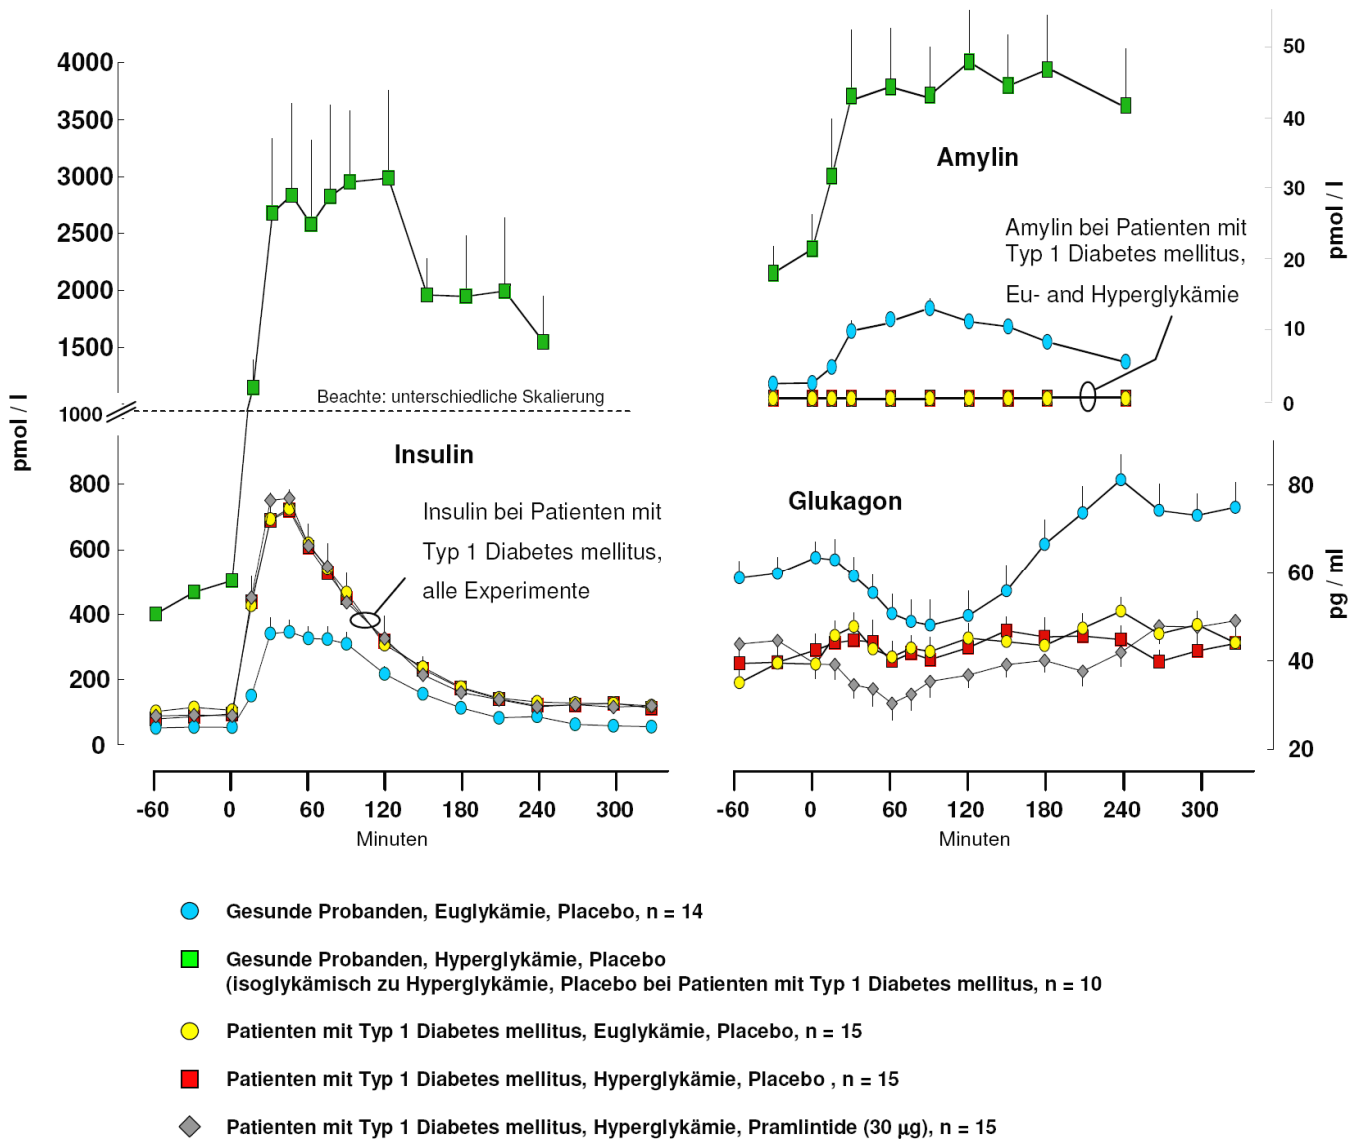 4000
3500
3000
2500
2000
1500
1000
800
600
400
200
0
pmol / l
Beachte: unterschiedliche Skalierung
Insulin
Insulin bei Patienten mit
Typ 1 Diabetes mellitus,
alle Experimente
-60 0 60 120 180 240 300
Minuten
50
40
30
20
10
0
pmol / l
Amylin
Amylin bei Patienten mit
Typ 1 Diabetes mellitus,
Eu- and Hyperglykämie
Glukagon
80
60
40
20
pg / ml
-60 0 60 120 180 240 300
Minuten
Gesunde Probanden, Euglykämie, Placebo, n = 14
Gesunde Probanden, Hyperglykämie, Placebo
(isoglykämisch zu Hyperglykämie, Placebo bei Patienten mit Typ 1 Diabetes mellitus, n = 10
Patienten mit Typ 1 Diabetes mellitus, Euglykämie, Placebo, n = 15
Patienten mit Typ 1 Diabetes mellitus, Hyperglykämie, Placebo , n = 15
Patienten mit Typ 1 Diabetes mellitus, Hyperglykämie, Pramlintide (30 µg), n = 15